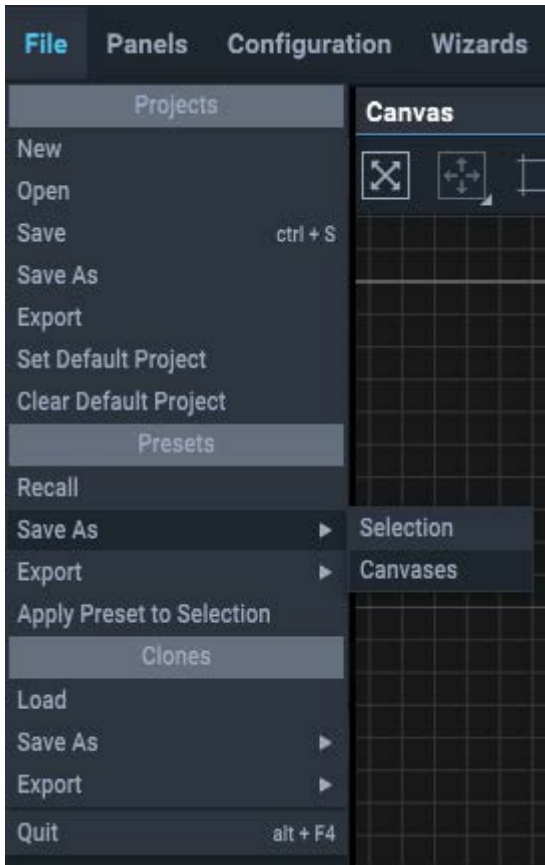 File Panels Configuration Wizards
Projects
Canvas
New
Open
Save ctrl + S
Save As
Export
Set Default Project
Clear Default Project
Presets
Recall
Save As
Selection
Export
Canvases
Apply Preset to Selection
Clones
Load
Save As
Export
Quit alt + F4